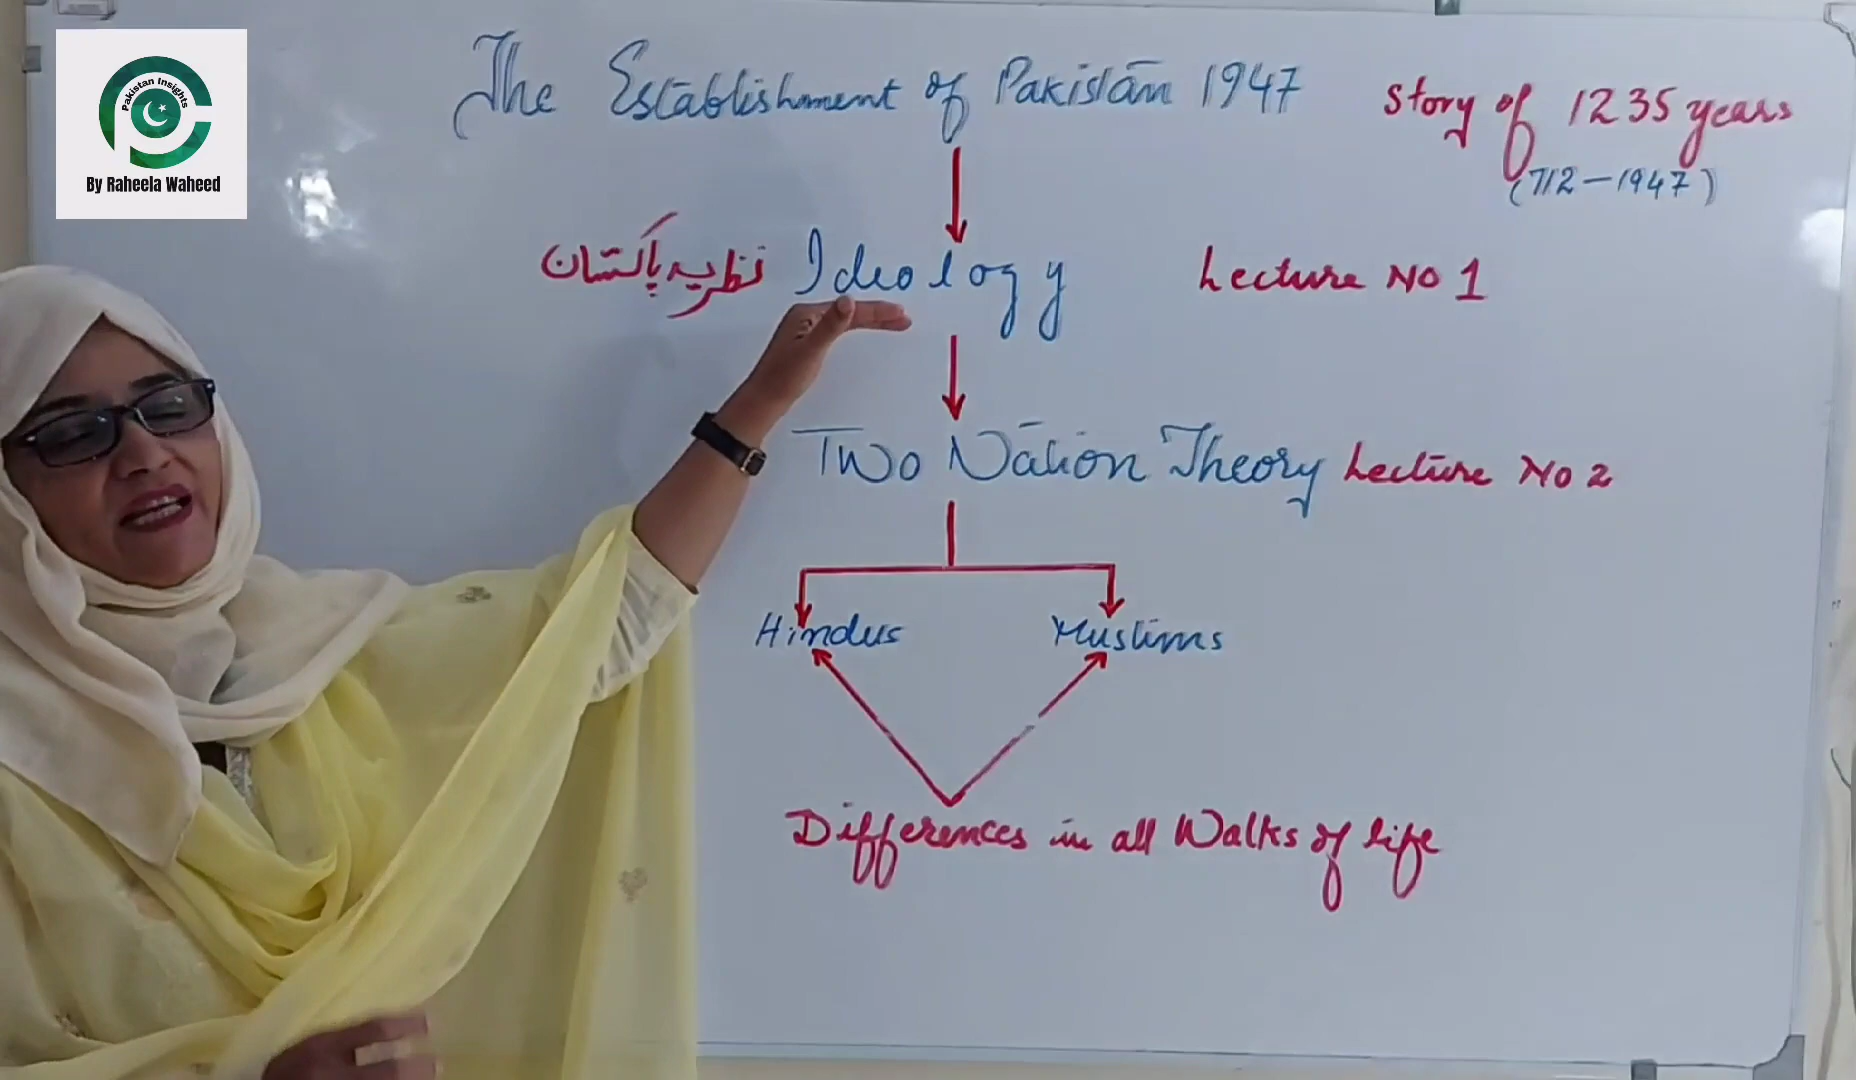 Pakistan Insights
By Raheela Waheed
The Establishment of Pakistan 1947
Story of 1235 years
(712-1947)
نظریہ پاکستان Ideology Lecture No 1
Two Nation Theory Lecture No 2
Hindus Muslims
Differences in all Walks of life